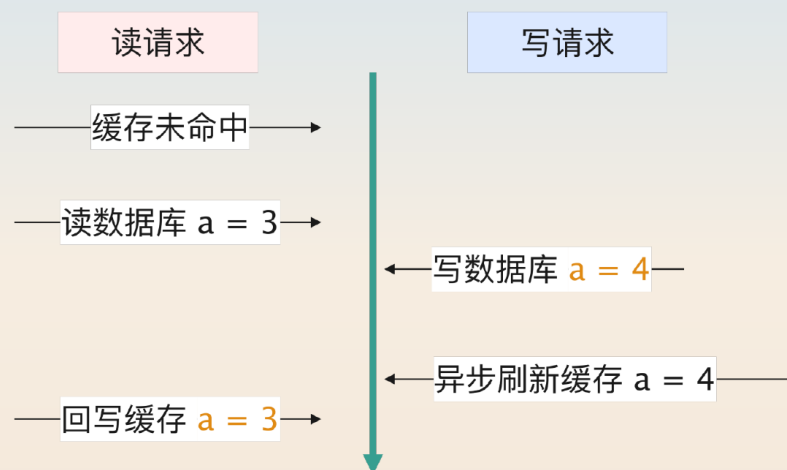 读请求
写请求
缓存未命中
读数据库 a = 3
写数据库 a = 4
异步刷新缓存 a = 4
回写缓存 a = 3